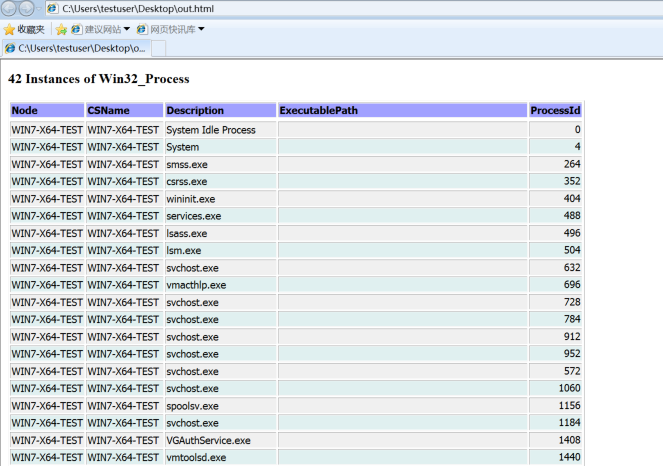 C:\Users\testuser\Desktop\out.html
收藏夹 建议网站 网页快讯库
C:\Users\testuser\Desktop\o...
42 Instances of Win32_Process
Node CSName Description ExecutablePath ProcessId
WIN7-X64-TEST WIN7-X64-TEST System Idle Process 0
WIN7-X64-TEST WIN7-X64-TEST System 4
WIN7-X64-TEST WIN7-X64-TEST smss.exe 264
WIN7-X64-TEST WIN7-X64-TEST csrss.exe 352
WIN7-X64-TEST WIN7-X64-TEST wininit.exe 404
WIN7-X64-TEST WIN7-X64-TEST services.exe 488
WIN7-X64-TEST WIN7-X64-TEST lsass.exe 496
WIN7-X64-TEST WIN7-X64-TEST lsm.exe 504
WIN7-X64-TEST WIN7-X64-TEST svchost.exe 632
WIN7-X64-TEST WIN7-X64-TEST vmacthlp.exe 696
WIN7-X64-TEST WIN7-X64-TEST svchost.exe 728
WIN7-X64-TEST WIN7-X64-TEST svchost.exe 784
WIN7-X64-TEST WIN7-X64-TEST svchost.exe 912
WIN7-X64-TEST WIN7-X64-TEST svchost.exe 952
WIN7-X64-TEST WIN7-X64-TEST svchost.exe 572
WIN7-X64-TEST WIN7-X64-TEST svchost.exe 1060
WIN7-X64-TEST WIN7-X64-TEST spoolsv.exe 1156
WIN7-X64-TEST WIN7-X64-TEST svchost.exe 1184
WIN7-X64-TEST WIN7-X64-TEST VGAuthService.exe 1408
WIN7-X64-TEST WIN7-X64-TEST vmtoolsd.exe 1440